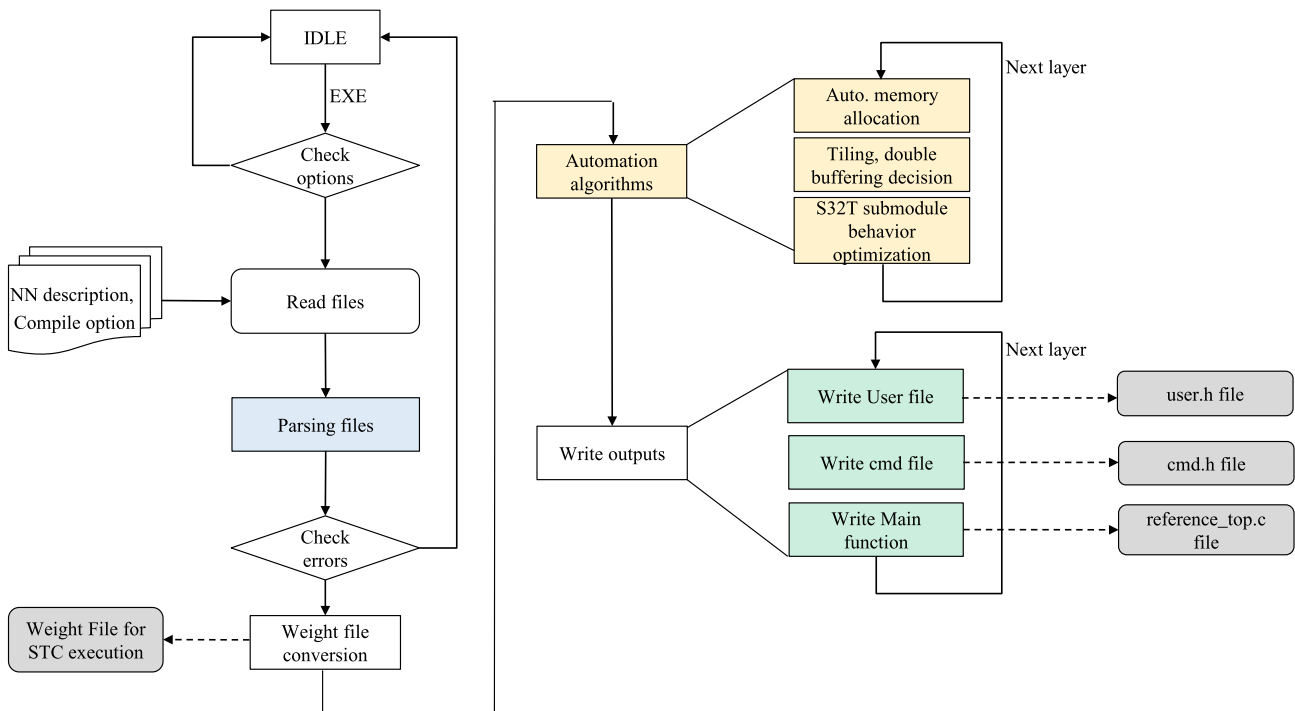 IDLE
EXE
Check
options
NN description,
Compile option
Read files
Parsing files
Check
errors
Weight File for
STC execution
Weight file
conversion
Automation
algorithms
Next layer
Auto. memory
allocation
Tiling, double
buffering decision
S32T submodule
behavior
optimization
Next layer
Write outputs
Write User file
user.h file
Write cmd file
cmd.h file
Write Main
function
reference_top.c
file